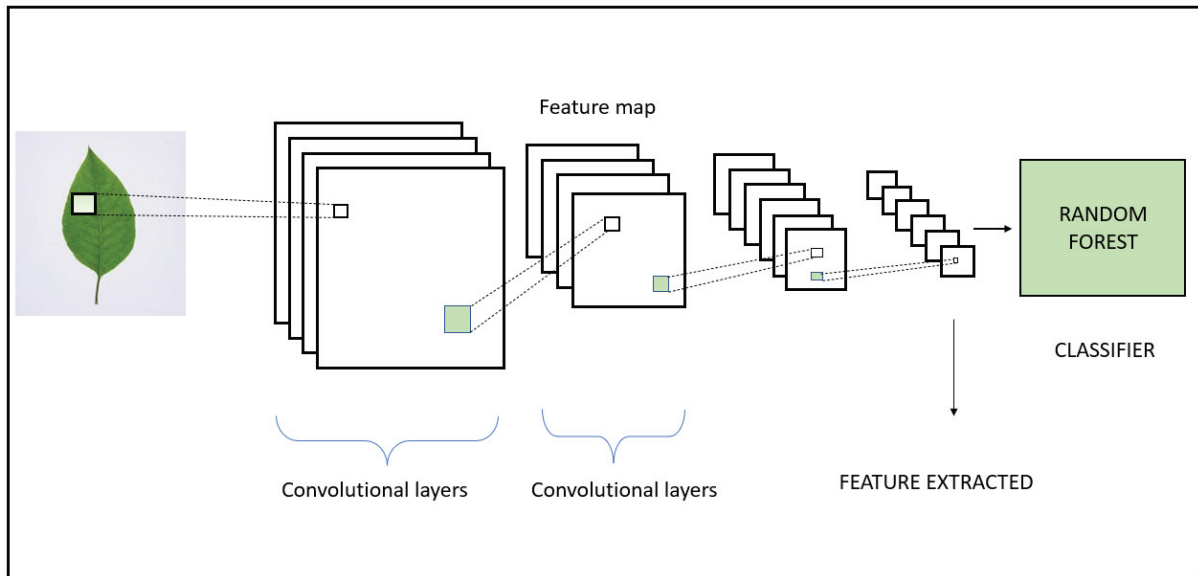 Feature map
RANDOM
FOREST
CLASSIFIER
Convolutional layers
Convolutional layers
FEATURE EXTRACTED